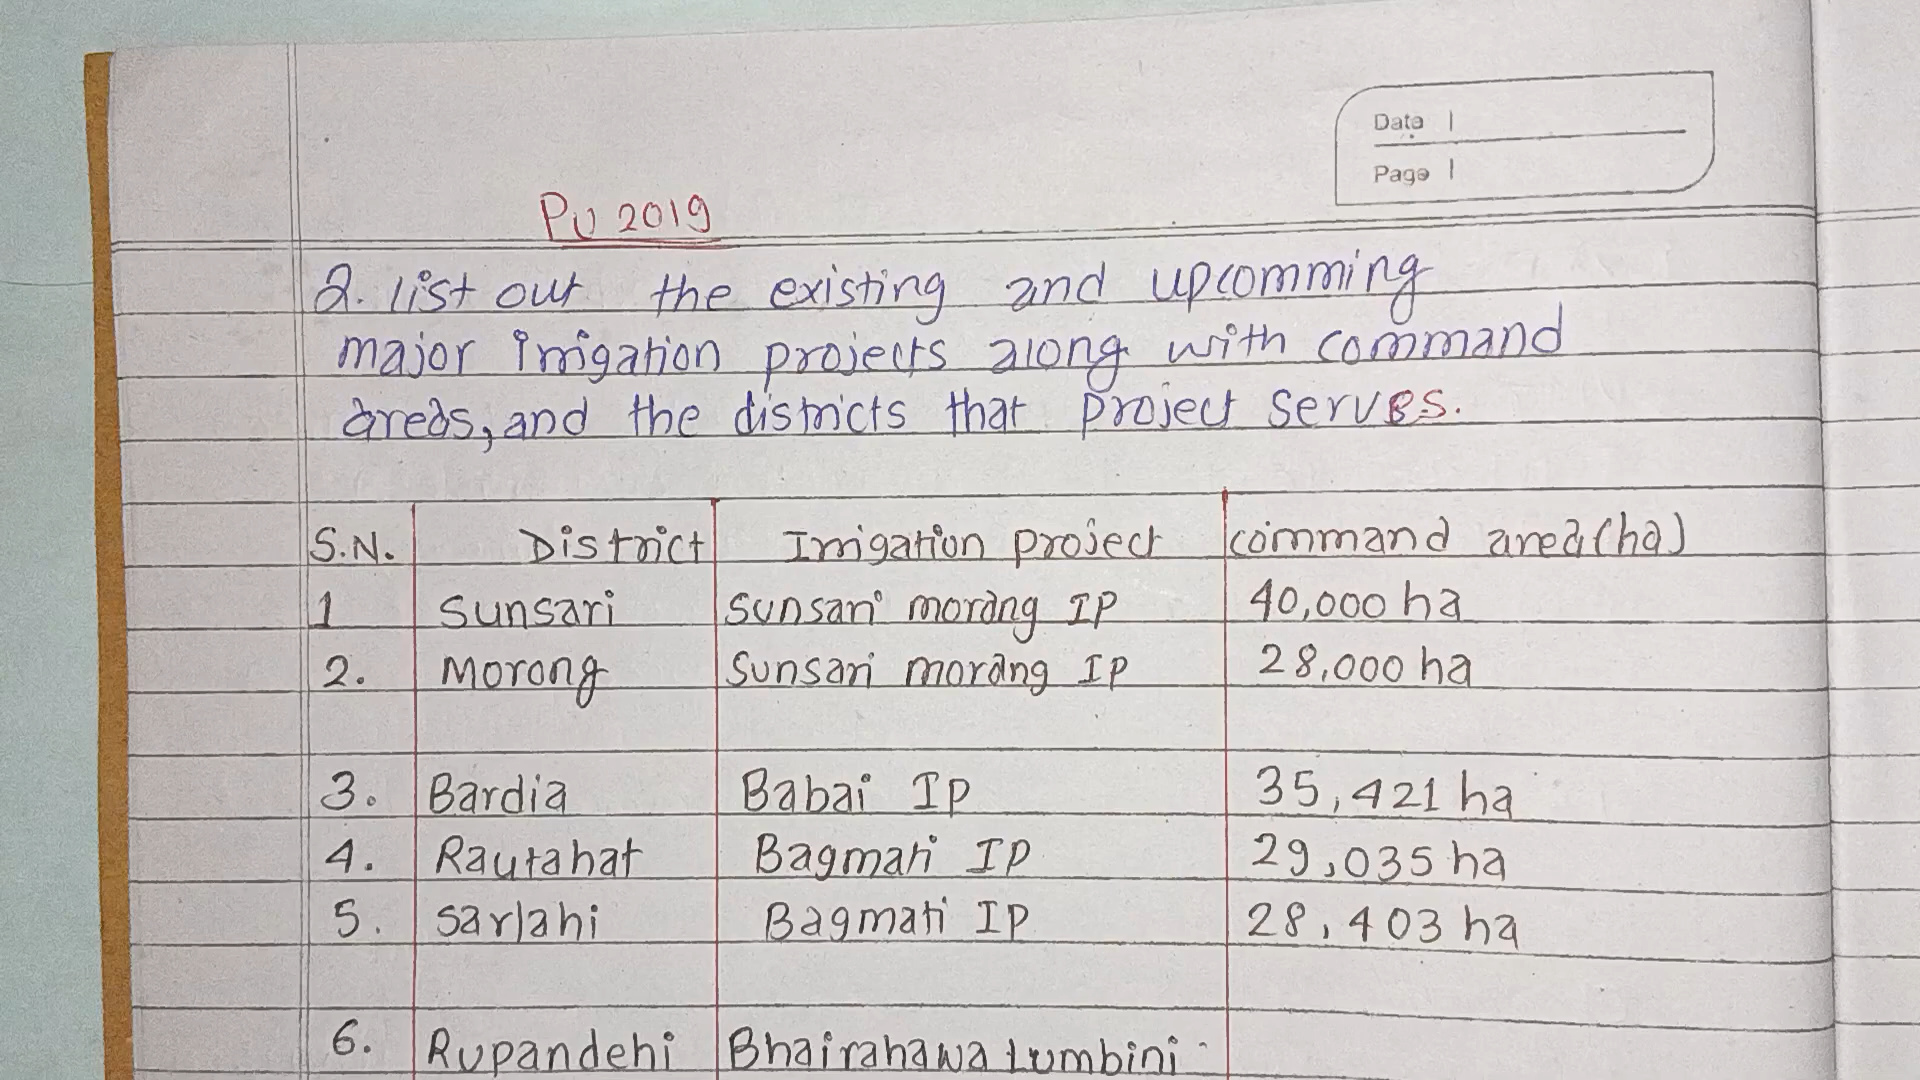 Date
Page
PU 2019
2. list out the existing and upcomming
major irrigation projects along with command
areas, and the districts that project serves.
S.N. District Irrigation project command area (ha)
1 Sunsari Sunsari morang IP 40,000 ha
2. Morong Sunsari morang IP 28,000 ha
3. Bardia Babai IP 35,421 ha
4. Rautahat Bagmati IP 29,035 ha
5. sarlahi Bagmati IP 28,403 ha
6. Rupandehi Bhairahawa Lumbini